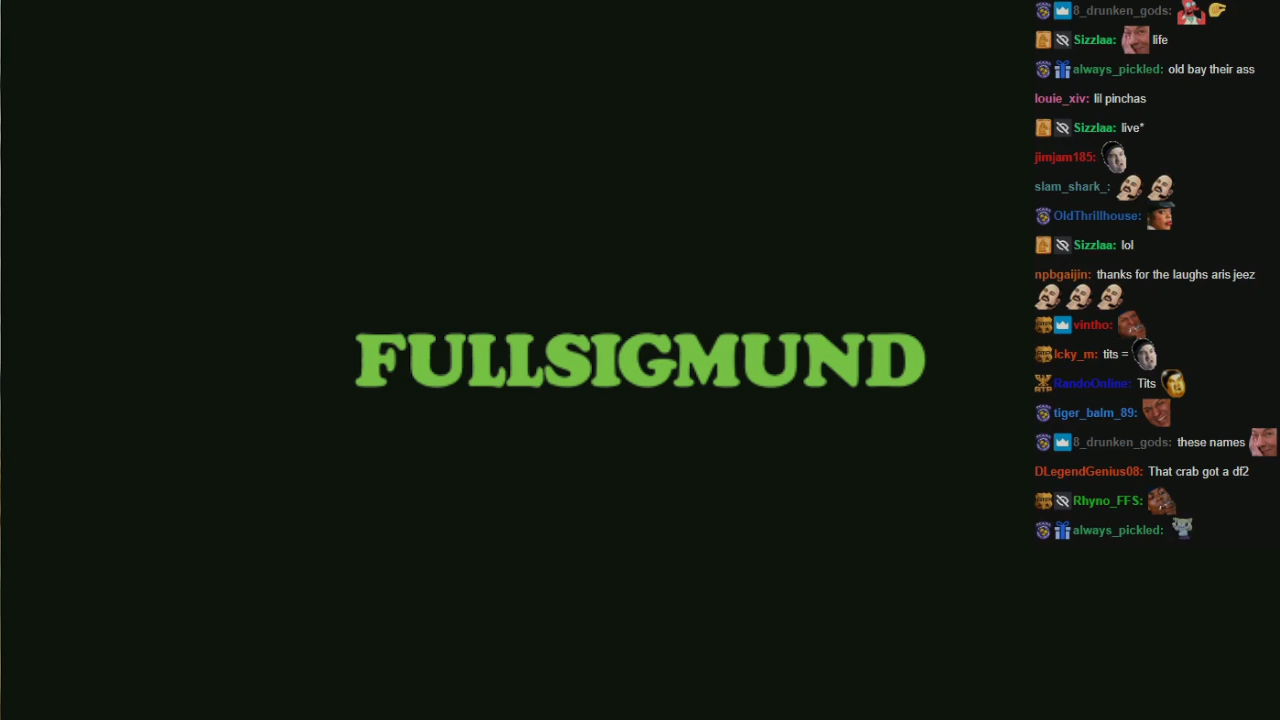 FULLSIGMUND
8_drunken_gods:
Sizzlaa: life
always_pickled: old bay their ass
louie_xiv: lil pinchas
Sizzlaa: live*
jimjam185:
slam_shark_:
OldThrillhouse:
Sizzlaa: lol
npbgaijin: thanks for the laughs aris jeez
vintho:
Icky_m: tits =
RandoOnline: Tits
tiger_balm_89:
8_drunken_gods: these names
DLegendGenius08: That crab got a df2
Rhyno_FFS:
always_pickled: